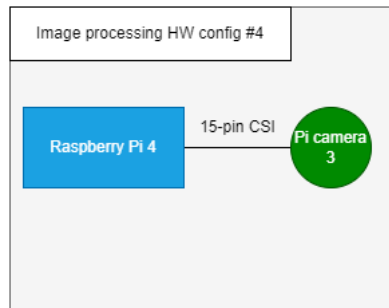 Image processing HW config #4
15-pin CSI
Raspberry Pi 4
Pi camera
3